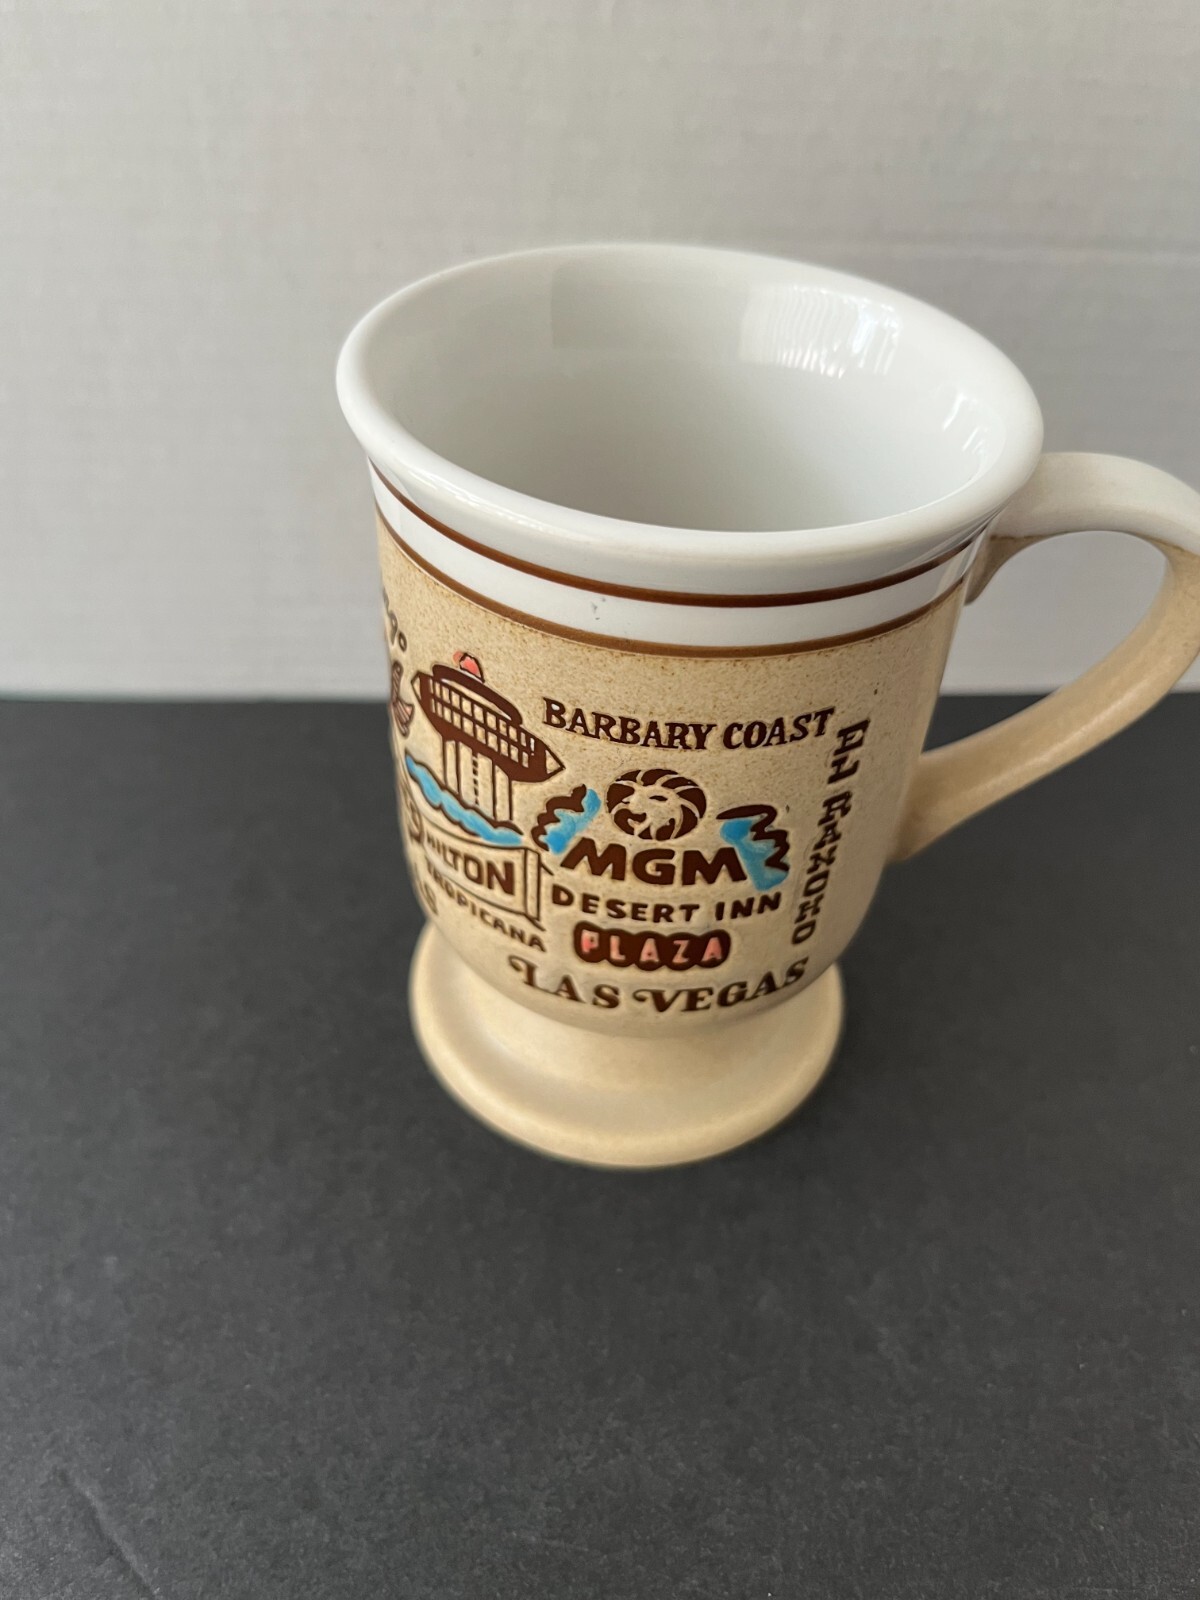 BARBARY COAST
EL RANCHO
MGM
HILTON
TROPICANA
DESERT INN
PLAZA
LAS VEGAS